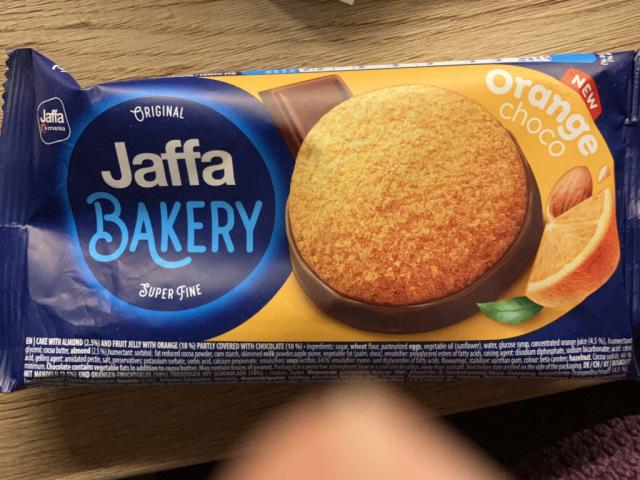 Jaffa
crvenka
ORIGINAL
Jaffa
BAKERY
SUPER FINE
Orange
choco
NEW
EN | CAKE WITH ALMOND (2.5%) AND FRUIT JELLY WITH ORANGE (18 %) PARTLY COVERED WITH CHOCOLATE (10 %) • Ingredients: sugar, wheat flour, pasteurized eggs, vegetable oil (sunflower), water, glucose syrup, concentrated orange juice (4.5 %), humectant:
glycerol, cocoa butter, almond (2.5 %), humectant: sorbitol; fat reduced cocoa powder, corn starch, skimmed milk powder, apple puree, vegetable fat (palm, shea), emulsifier: polyglycerol esters of fatty acids, raising agent: disodium diphosphate, sodium bicarbonate; acid: citric
acid, gelling agent: amidated pectin, salt, preservatives: potassium sorbate, sorbic acid, calcium propionate; emulsifiers: soya lecithin, E476, emulsifier mono- and diglycerides of fatty acids, flavourings, stabiliser: xanthan gum, colour: beta caroten; hazelnut. Cocoa solids: 40 %
minimum. Chocolate contains vegetable fats in addition to cocoa butter. May contain traces of peanut.